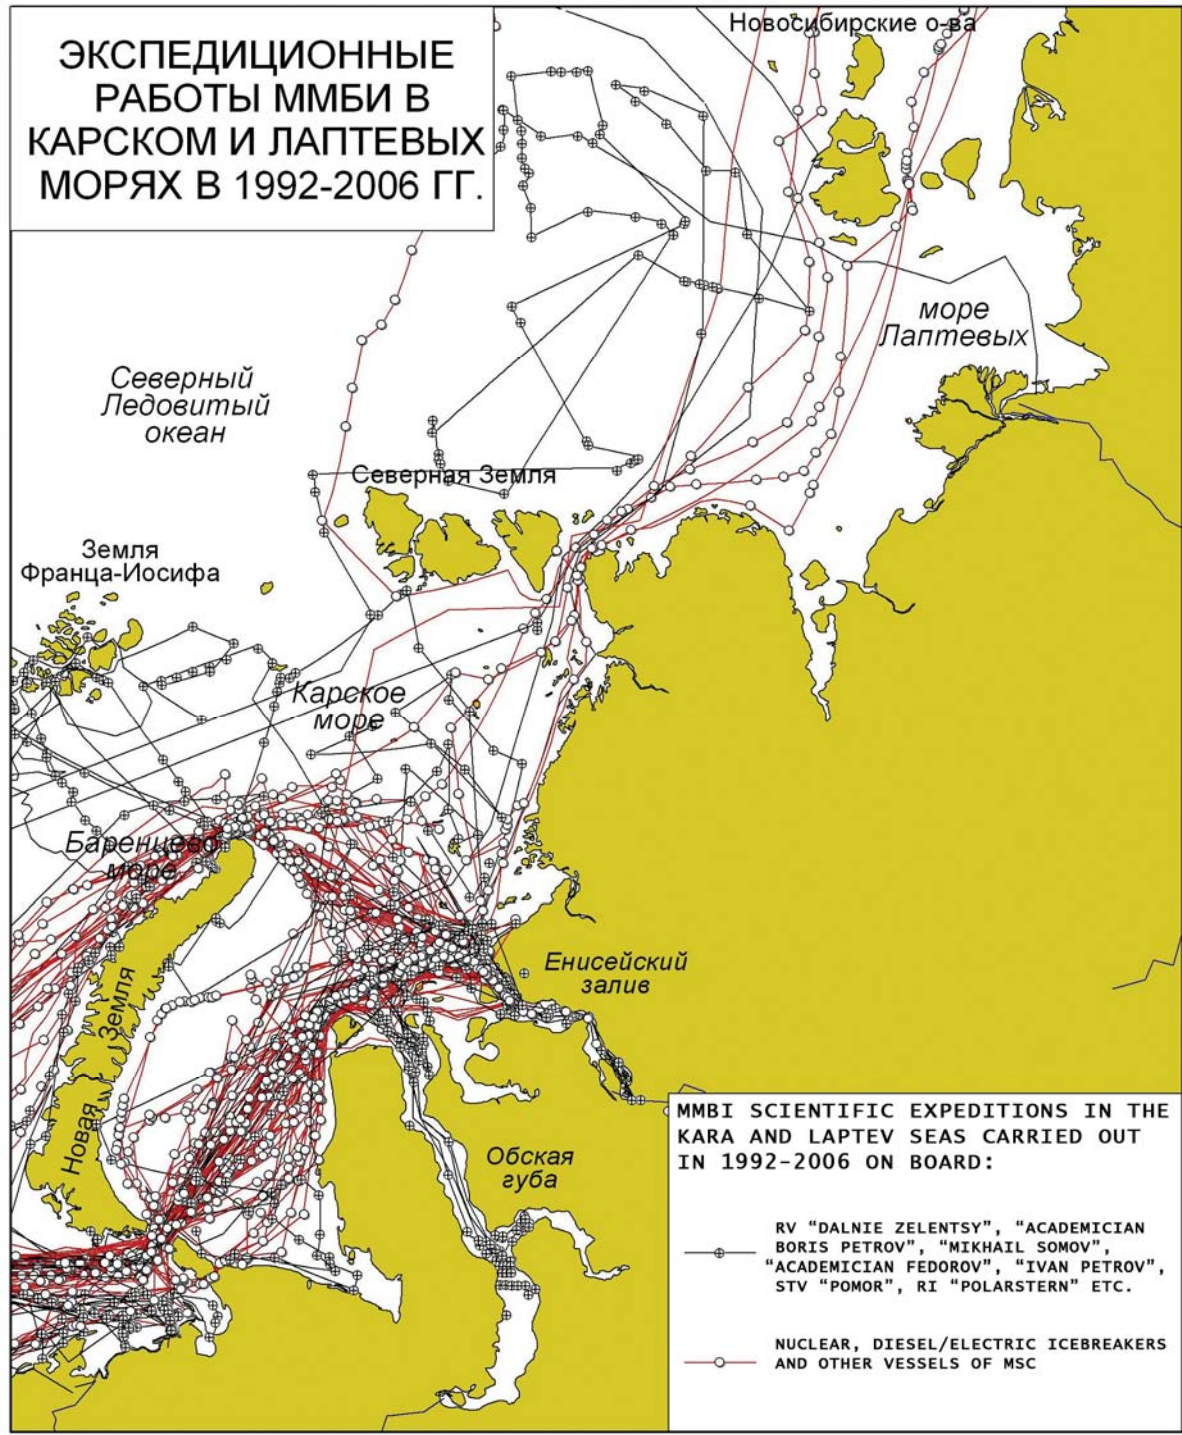 ЭКСПЕДИЦИОННЫЕ
РАБОТЫ ММБИ В
КАРСКОМ И ЛАПТЕВЫХ
МОРЯХ В 1992-2006 ГГ.
Новосибирские о-ва
море
Лаптевых
Северный
Ледовитый
океан
Северная Земля
Земля
Франца-Иосифа
Карское
море
Баренцево
море
Енисейский
залив
Новая Земля
Обская
губа
MMBI SCIENTIFIC EXPEDITIONS IN THE
KARA AND LAPTEV SEAS CARRIED OUT
IN 1992-2006 ON BOARD:
RV “DALNIE ZELENTSY”, “ACADEMICIAN
BORIS PETROV”, “MIKHAIL SOMOV”,
“ACADEMICIAN FEDOROV”, “IVAN PETROV”,
STV “POMOR”, RI “POLARSTERN” ETC.
NUCLEAR, DIESEL/ELECTRIC ICEBREAKERS
AND OTHER VESSELS OF MSC